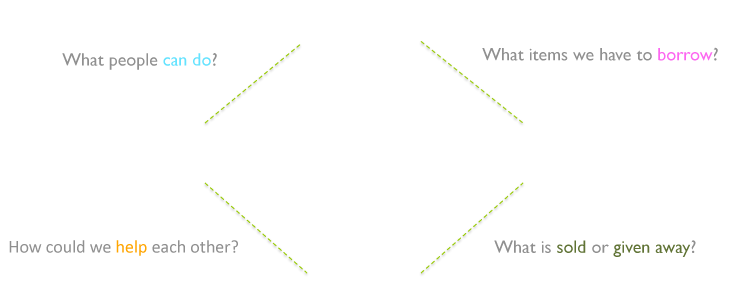 What people can do?
What items we have to borrow?
How could we help each other?
What is sold or given away?